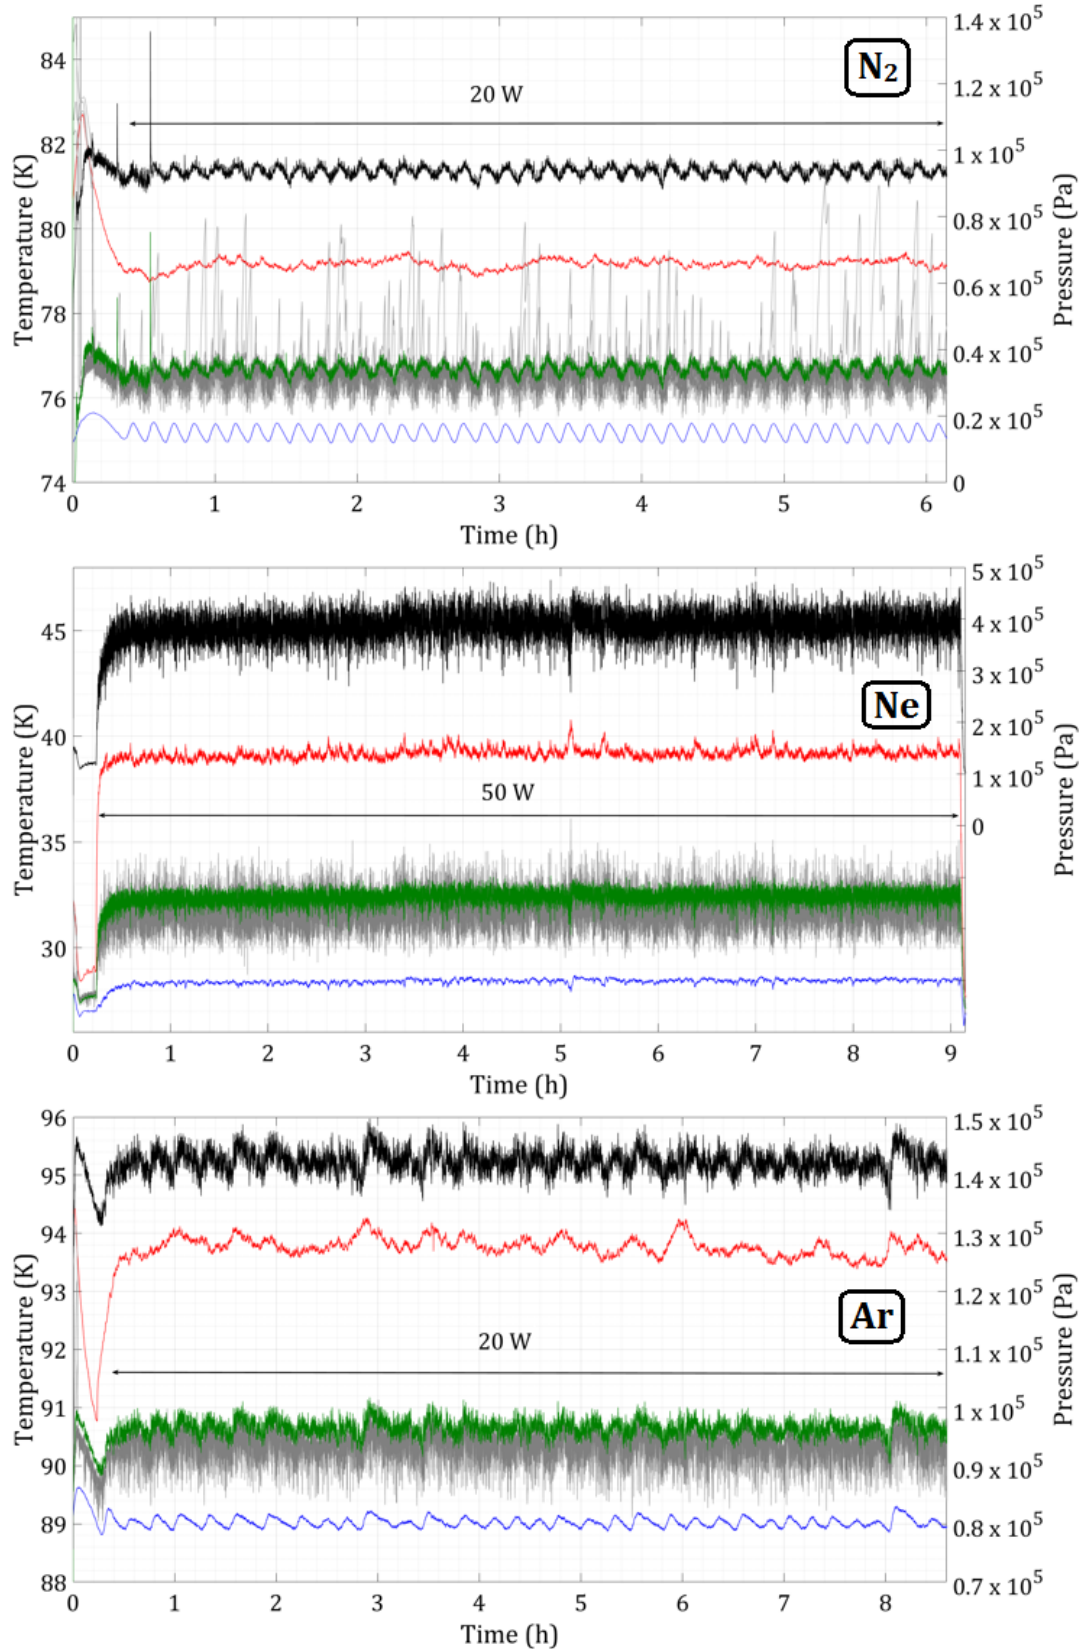 N₂
20 W
Temperature (K)
84
82
80
78
76
74
1.4 x 10⁵
1.2 x 10⁵
1 x 10⁵
0.8 x 10⁵
0.6 x 10⁵
0.4 x 10⁵
0.2 x 10⁵
0
Pressure (Pa)
0 1 2 3 4 5 6
Time (h)
Ne
50 W
Temperature (K)
45
40
35
30
5 x 10⁵
4 x 10⁵
3 x 10⁵
2 x 10⁵
1 x 10⁵
0
Pressure (Pa)
0 1 2 3 4 5 6 7 8 9
Time (h)
Ar
20 W
Temperature (K)
96
95
94
93
92
91
90
89
88
1.5 x 10⁵
1.4 x 10⁵
1.3 x 10⁵
1.2 x 10⁵
1.1 x 10⁵
1 x 10⁵
0.9 x 10⁵
0.8 x 10⁵
0.7 x 10⁵
Pressure (Pa)
0 1 2 3 4 5 6 7 8
Time (h)